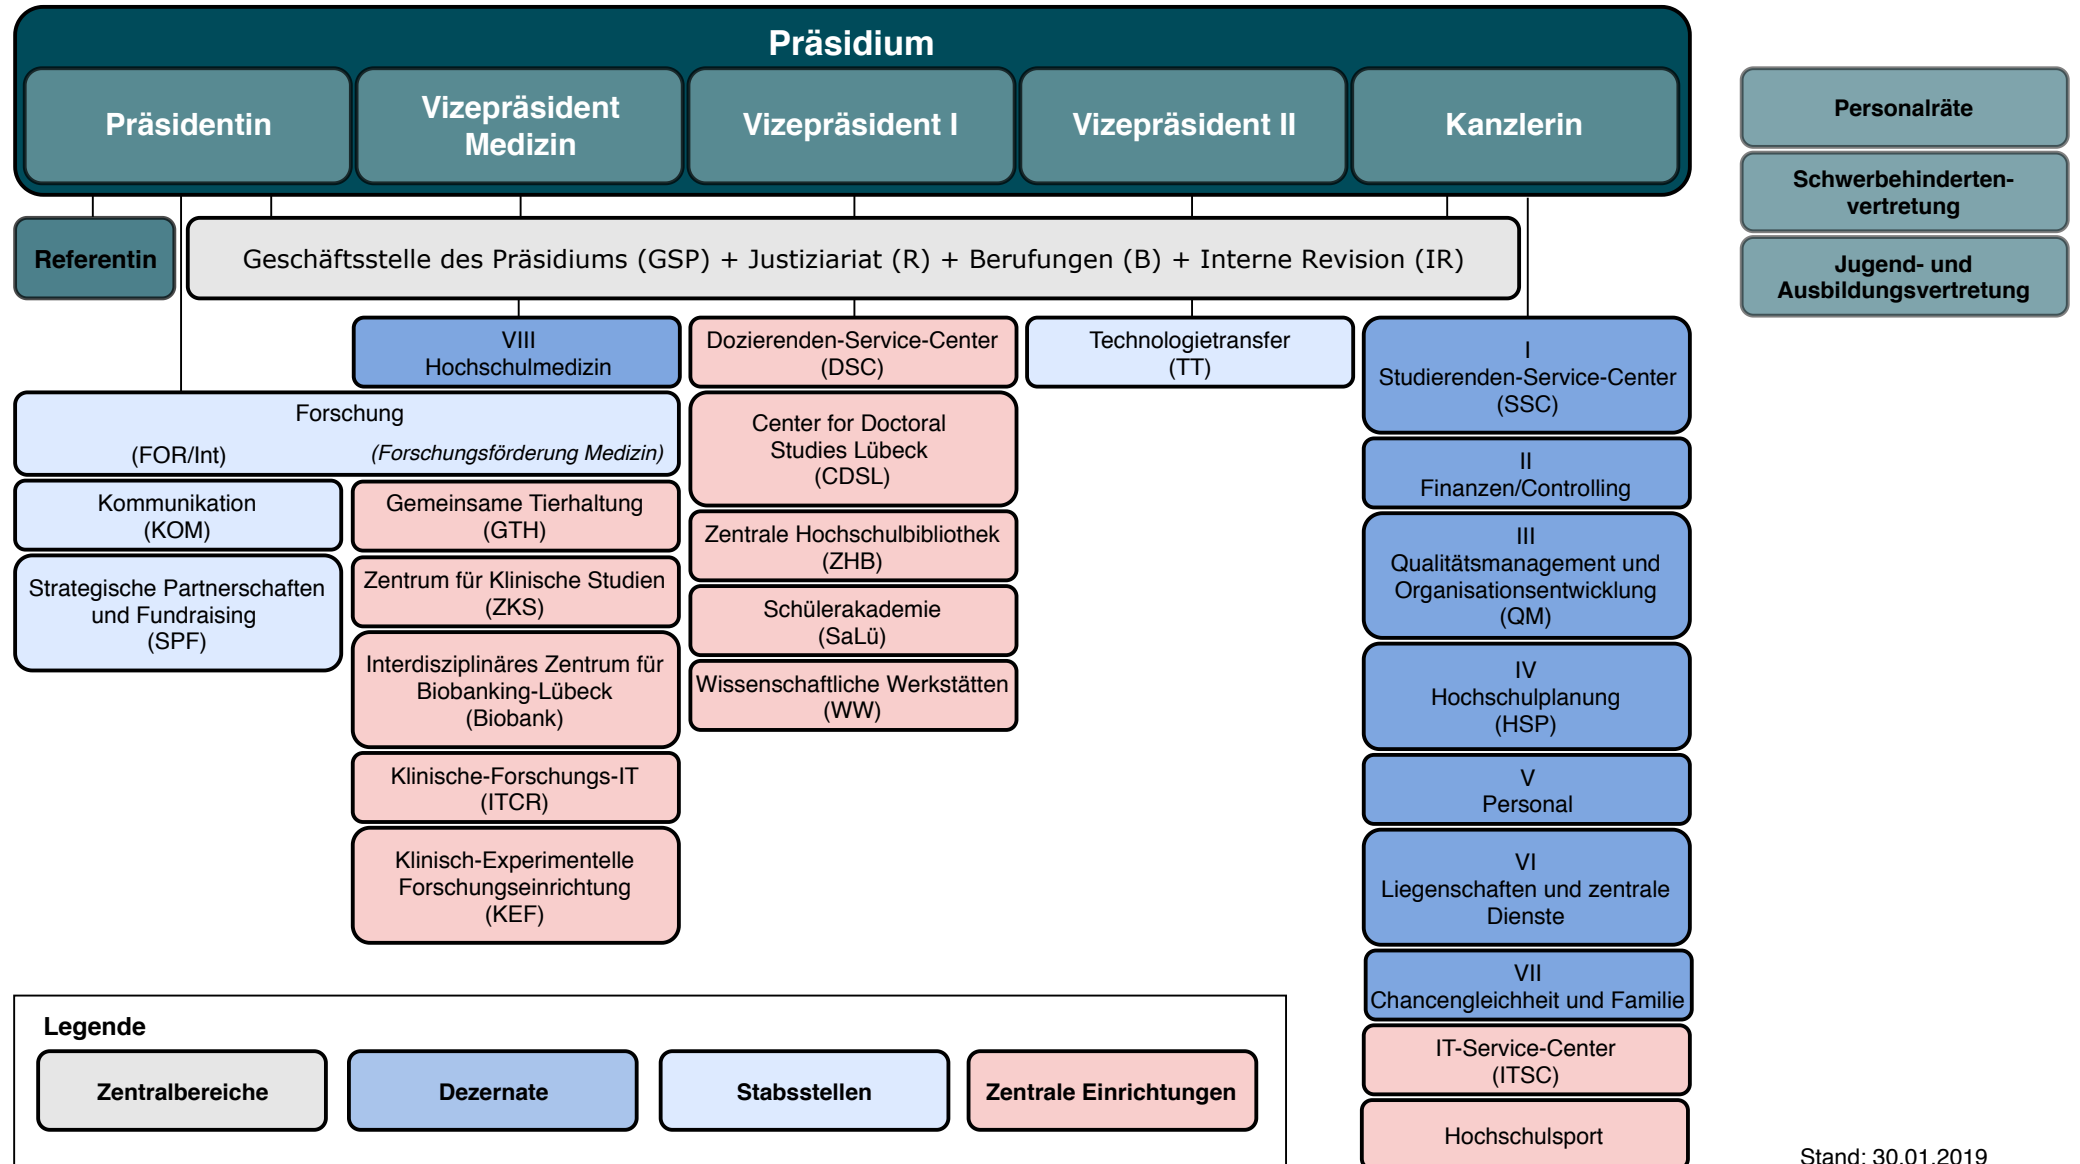 Präsidium
Präsidentin
Vizepräsident
Medizin
Vizepräsident I
Vizepräsident II
Kanzlerin
Personalräte
Schwerbehinderten-
vertretung
Jugend- und
Ausbildungsvertretung
Referentin
Geschäftsstelle des Präsidiums (GSP) + Justiziariat (R) + Berufungen (B) + Interne Revision (IR)
Forschung
(FOR/Int) (Forschungsförderung Medizin)
Kommunikation
(KOM)
Strategische Partnerschaften
und Fundraising
(SPF)
VIII
Hochschulmedizin
Gemeinsame Tierhaltung
(GTH)
Zentrum für Klinische Studien
(ZKS)
Interdisziplinäres Zentrum für
Biobanking-Lübeck
(Biobank)
Klinische-Forschungs-IT
(ITCR)
Klinisch-Experimentelle
Forschungseinrichtung
(KEF)
Dozierenden-Service-Center
(DSC)
Center for Doctoral
Studies Lübeck
(CDSL)
Zentrale Hochschulbibliothek
(ZHB)
Schülerakademie
(SaLü)
Wissenschaftliche Werkstätten
(WW)
Technologietransfer
(TT)
I
Studierenden-Service-Center
(SSC)
II
Finanzen/Controlling
III
Qualitätsmanagement und
Organisationsentwicklung
(QM)
IV
Hochschulplanung
(HSP)
V
Personal
VI
Liegenschaften und zentrale
Dienste
VII
Chancengleichheit und Familie
IT-Service-Center
(ITSC)
Hochschulsport
Legende
Zentralbereiche
Dezernate
Stabsstellen
Zentrale Einrichtungen
Stand: 30.01.2019